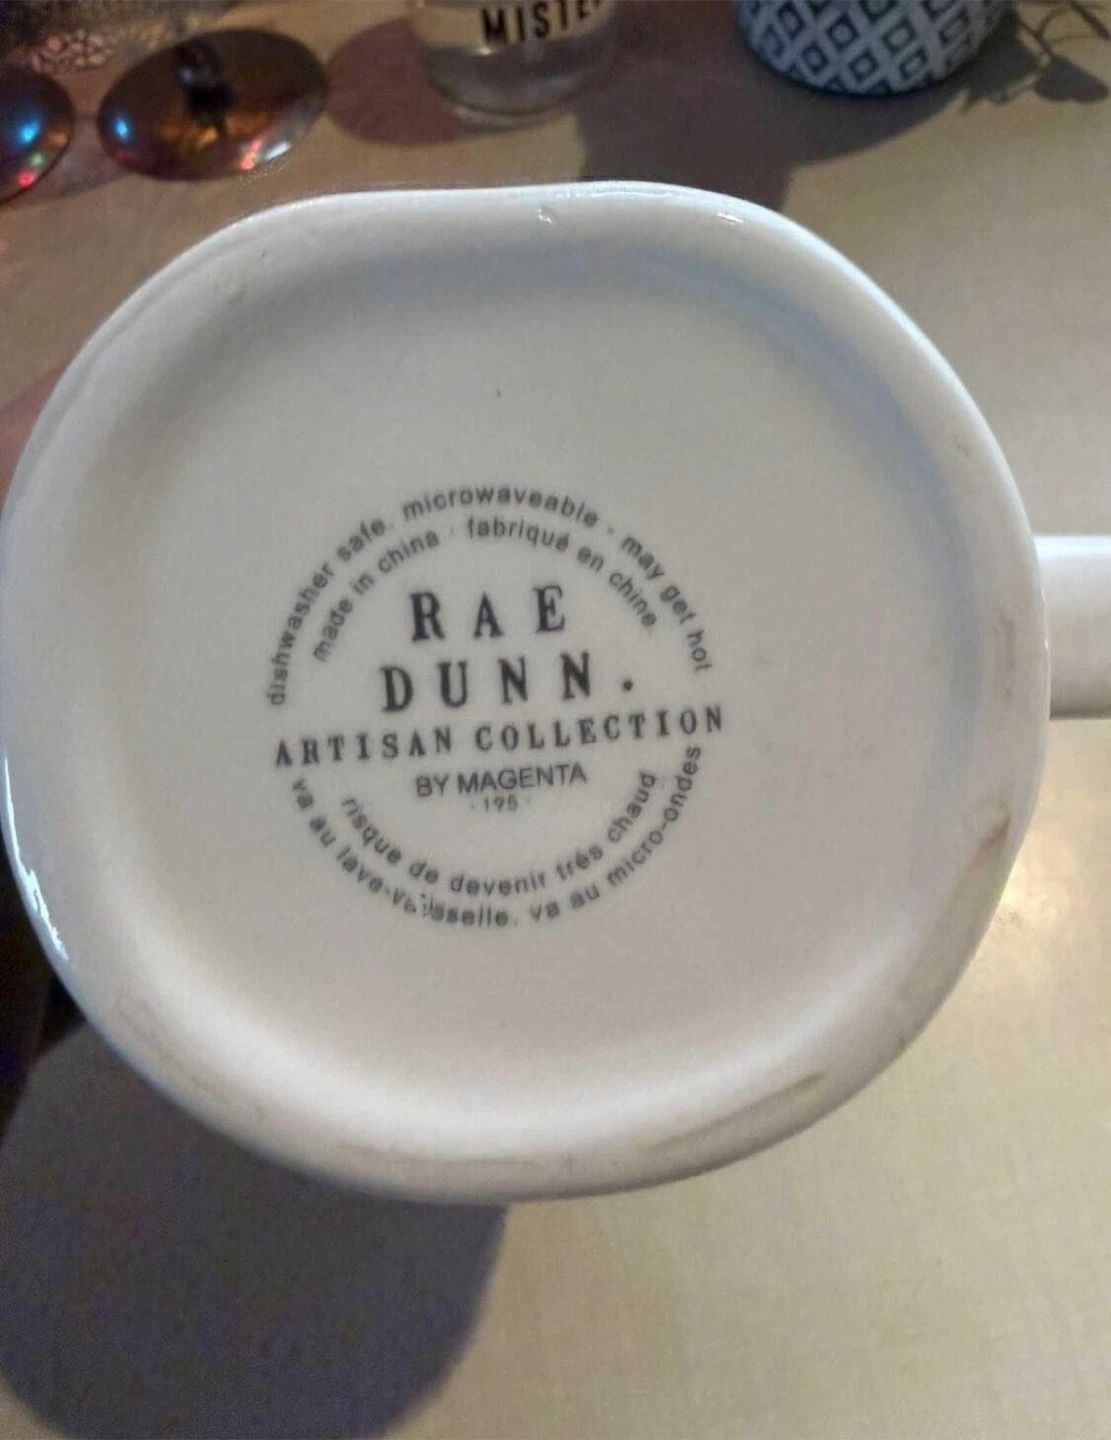 MISTE
dishwasher safe. microwaveable - may get hot
made in china · fabriqué en chine.
RAE
DUNN.
ARTISAN COLLECTION
BY MAGENTA
· 195 ·
risque de devenir trés chaud
va au lave-vaisselle. va au micro-ondes